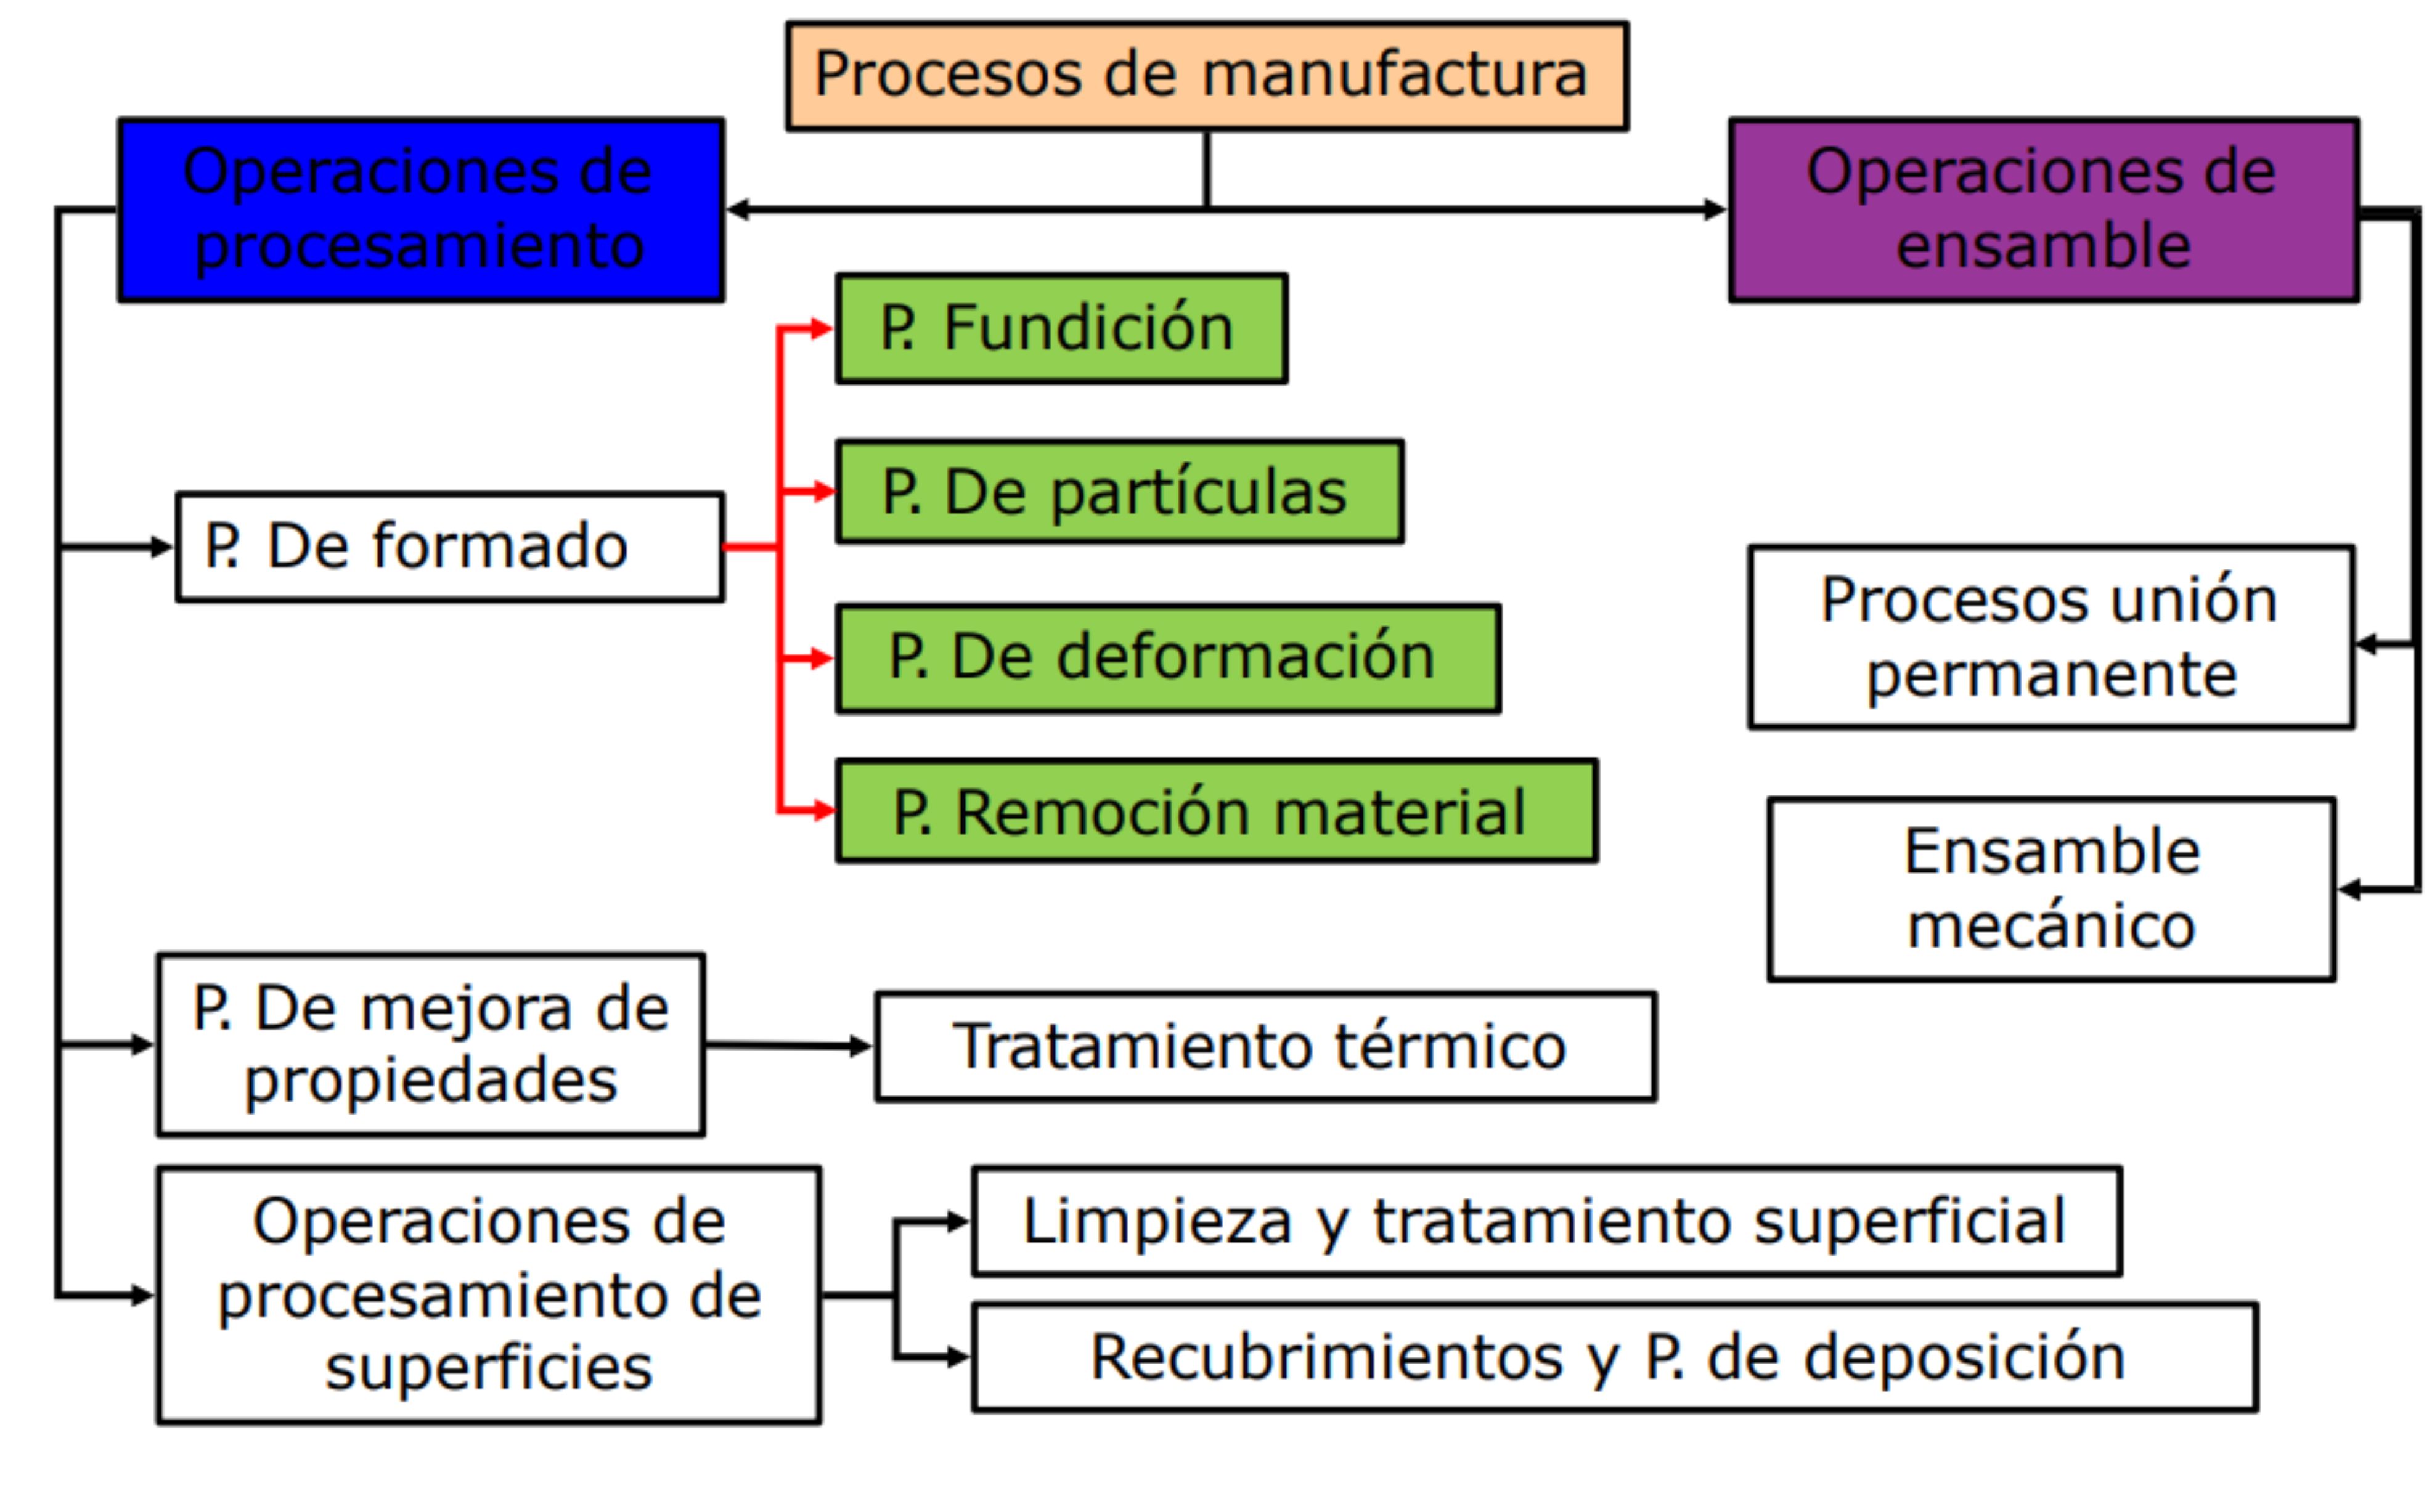 Procesos de manufactura
Operaciones de
procesamiento
Operaciones de
ensamble
P. Fundición
P. De partículas
P. De formado
P. De deformación
P. Remoción material
Procesos unión
permanente
Ensamble
mecánico
P. De mejora de
propiedades
Tratamiento térmico
Operaciones de
procesamiento de
superficies
Limpieza y tratamiento superficial
Recubrimientos y P. de deposición